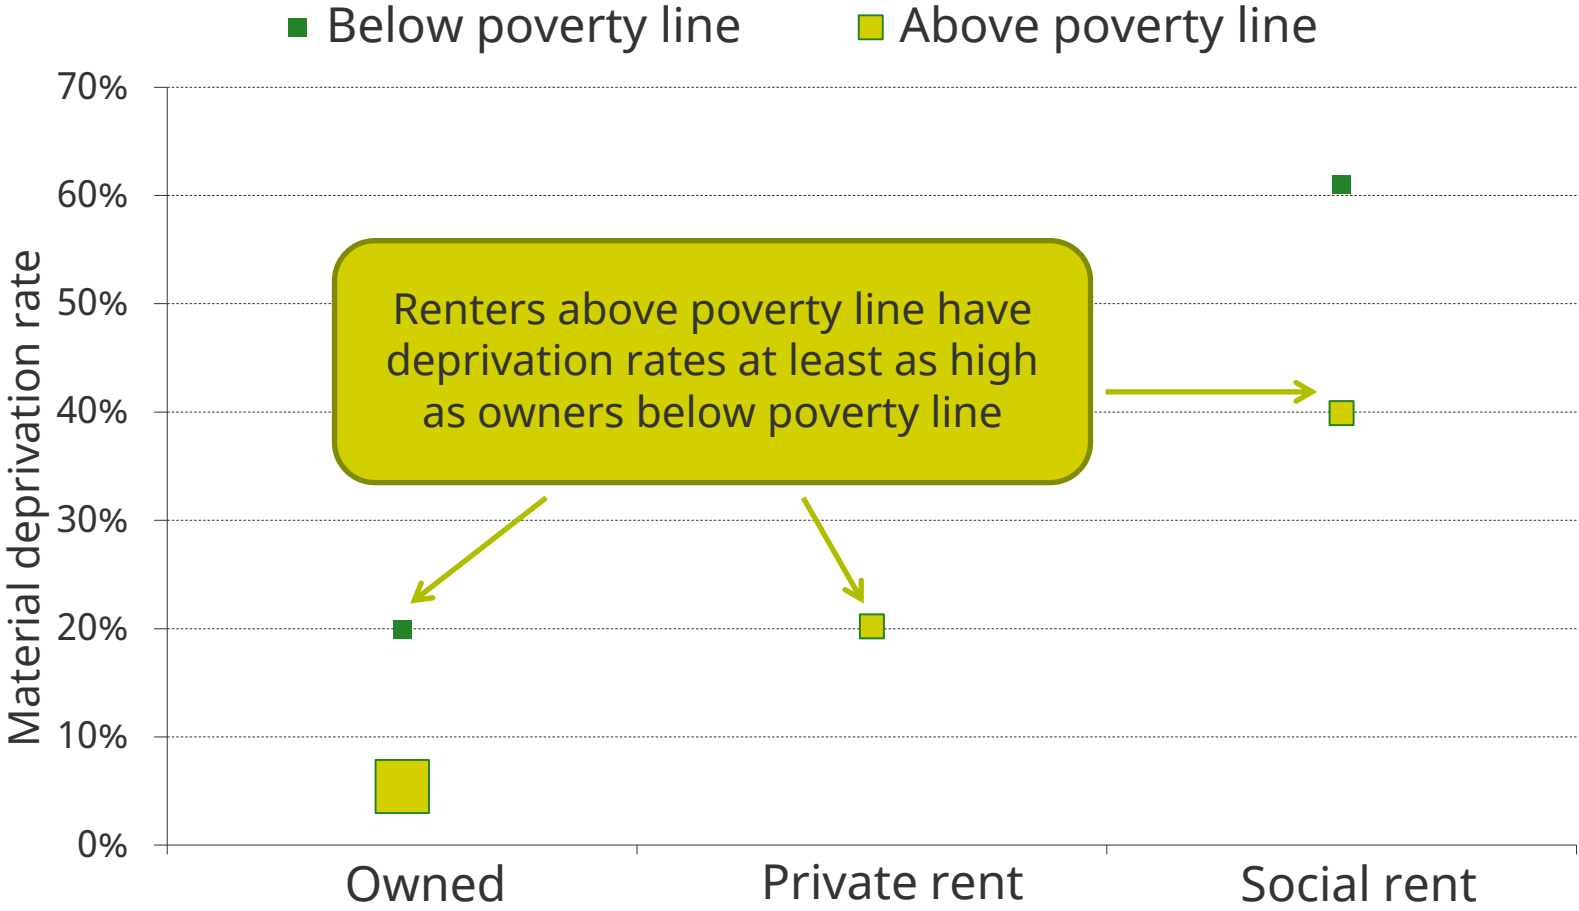 Below poverty line
Above poverty line
70%
60%
50%
40%
30%
20%
10%
0%
Material deprivation rate
Renters above poverty line have
deprivation rates at least as high
as owners below poverty line
Owned
Private rent
Social rent